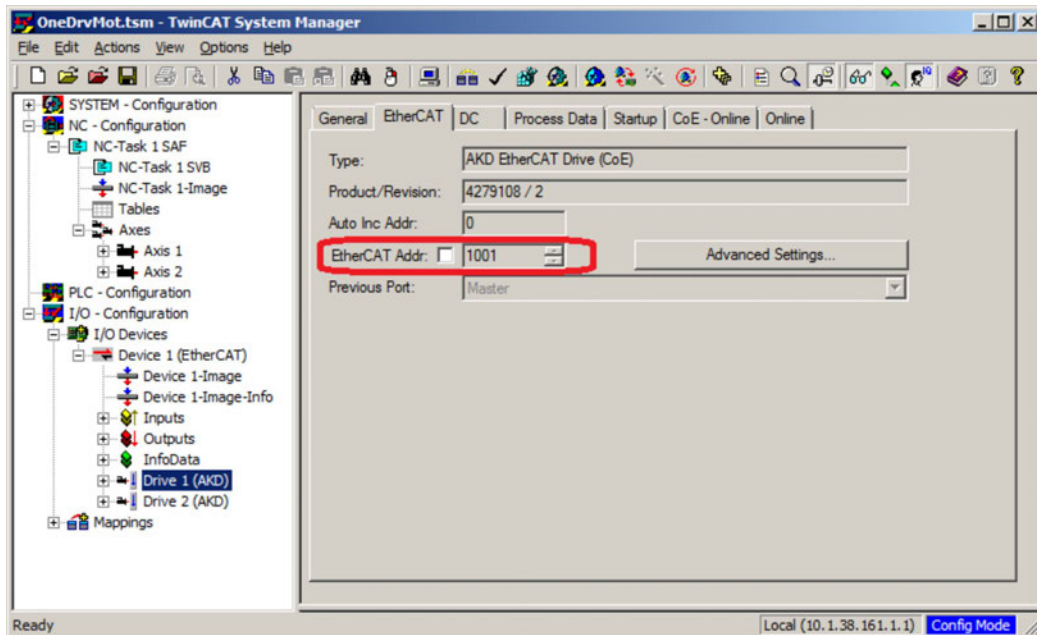 OneDrvMot.tsm - TwinCAT System Manager
File Edit Actions View Options Help
SYSTEM - Configuration
NC - Configuration
NC-Task 1 SAF
NC-Task 1 SVB
NC-Task 1-Image
Tables
Axes
Axis 1
Axis 2
PLC - Configuration
I/O - Configuration
I/O Devices
Device 1 (EtherCAT)
Device 1-Image
Device 1-Image-Info
Inputs
Outputs
InfoData
Drive 1 (AKD)
Drive 2 (AKD)
Mappings
General EtherCAT DC Process Data Startup CoE - Online Online
Type: AKD EtherCAT Drive (CoE)
Product/Revision: 4279108 / 2
Auto Inc Addr: 0
EtherCAT Addr: 1001 Advanced Settings...
Previous Port: Master
Ready Local (10.1.38.161.1.1) Config Mode